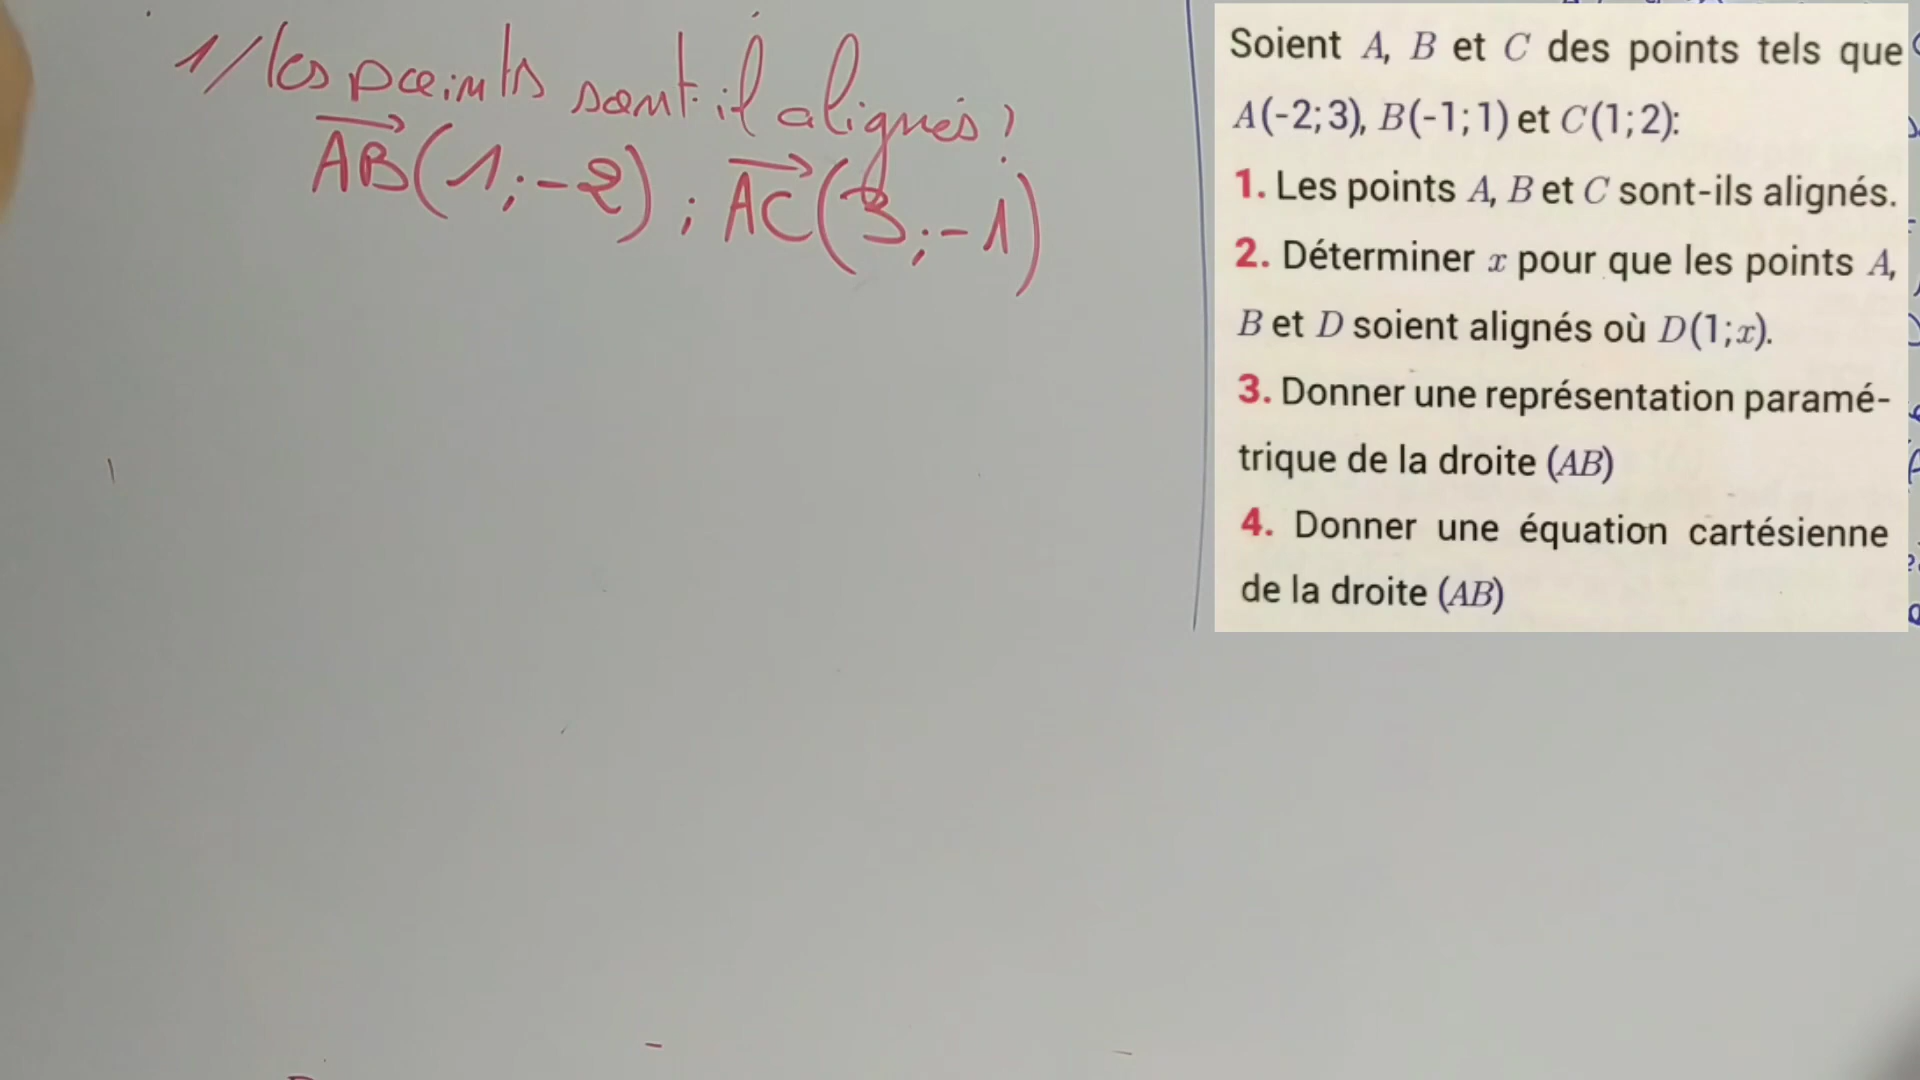 1/ les points sont-il alignés ?
AB(1;-2) ; AC(3;-1)
Soient A, B et C des points tels que
A(-2;3), B(-1;1) et C(1;2):
1. Les points A, B et C sont-ils alignés.
2. Déterminer x pour que les points A,
B et D soient alignés où D(1;x).
3. Donner une représentation paramé-
trique de la droite (AB)
4. Donner une équation cartésienne
de la droite (AB)